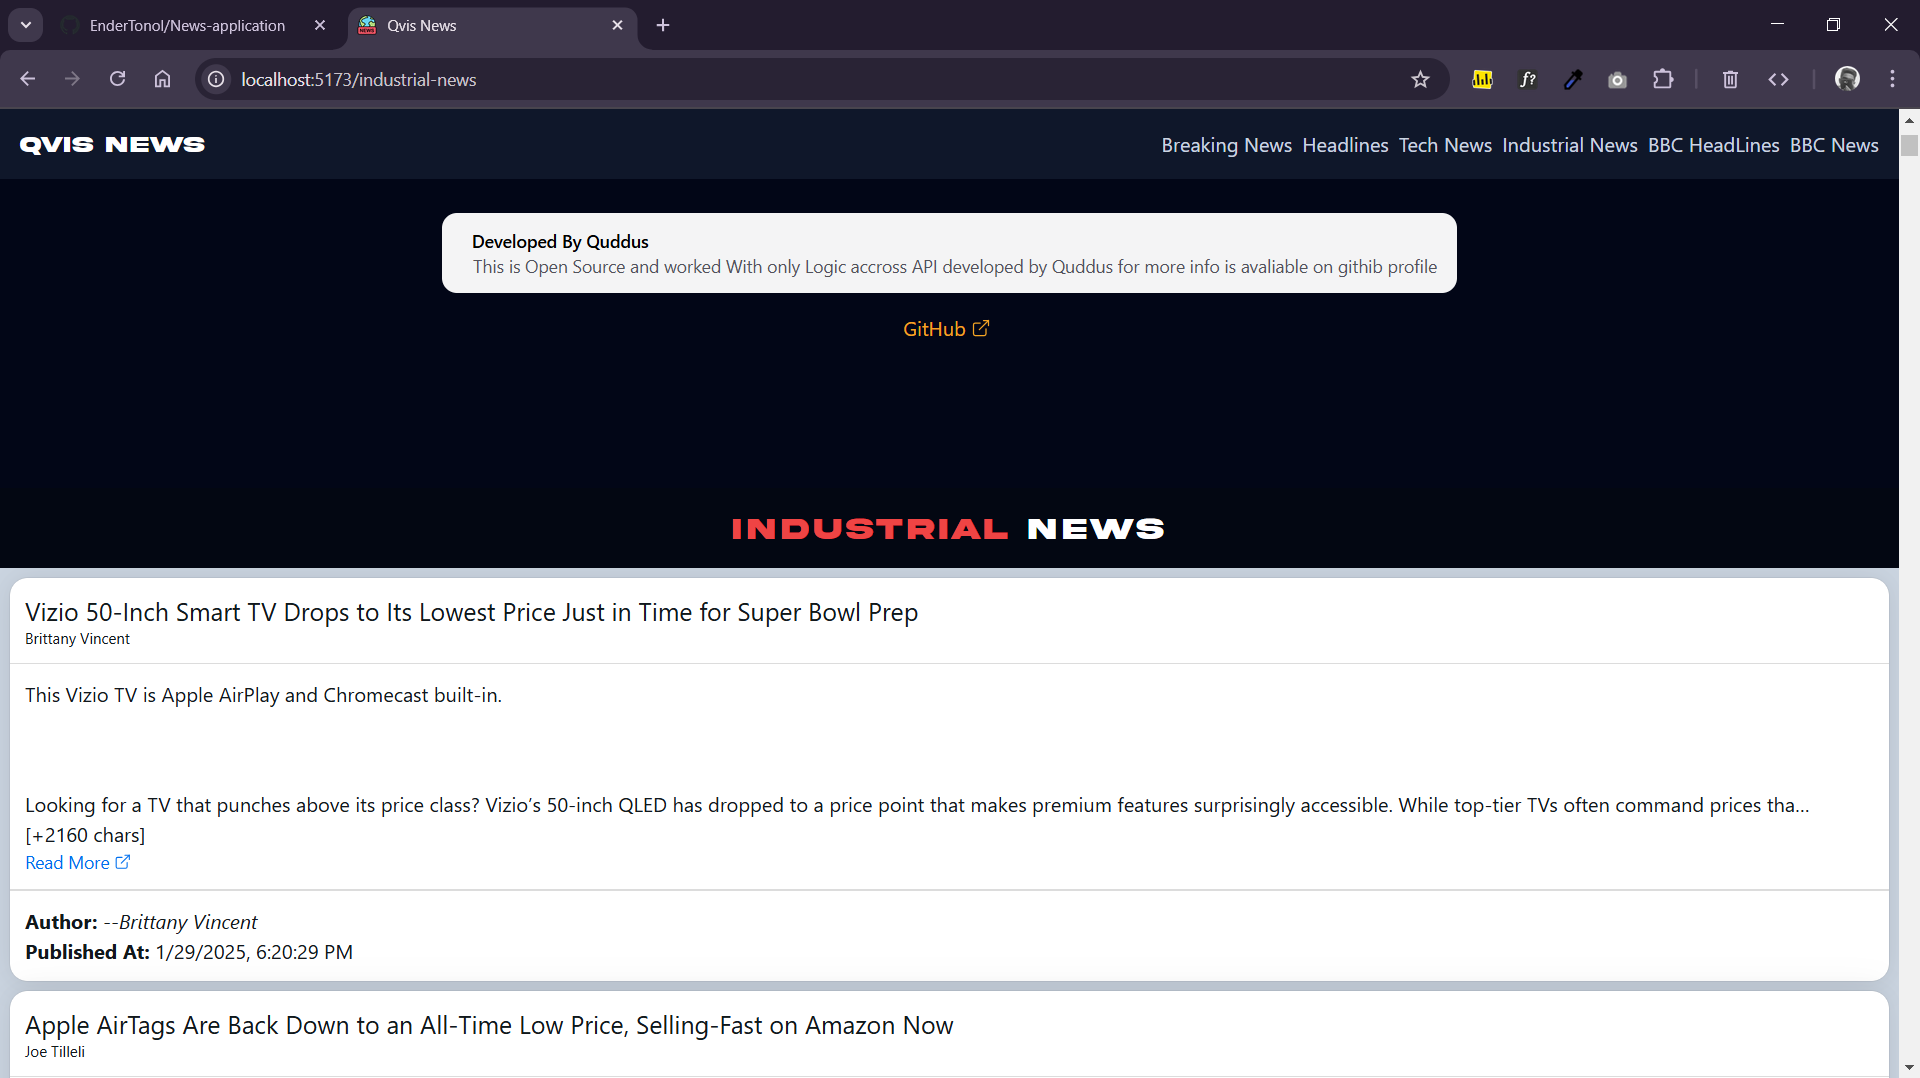 EnderTonol/News-application
Qvis News
localhost:5173/industrial-news
QVIS NEWS
Breaking News Headlines Tech News Industrial News BBC HeadLines BBC News
Developed By Quddus
This is Open Source and worked With only Logic accross API developed by Quddus for more info is avaliable on githib profile
GitHub
INDUSTRIAL NEWS
Vizio 50-Inch Smart TV Drops to Its Lowest Price Just in Time for Super Bowl Prep
Brittany Vincent
This Vizio TV is Apple AirPlay and Chromecast built-in.
Looking for a TV that punches above its price class? Vizio’s 50-inch QLED has dropped to a price point that makes premium features surprisingly accessible. While top-tier TVs often command prices tha…
[+2160 chars]
Read More
Author: --Brittany Vincent
Published At: 1/29/2025, 6:20:29 PM
Apple AirTags Are Back Down to an All-Time Low Price, Selling-Fast on Amazon Now
Joe Tilleli